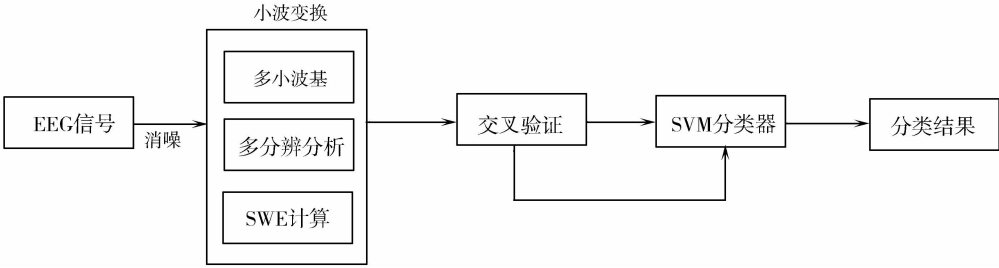 小波变换
多小波基
EEG信号
消噪
多分辨分析
SWE计算
交叉验证
SVM分类器
分类结果